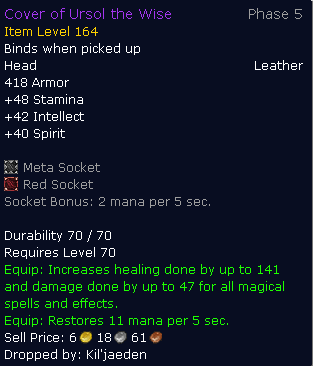 Cover of Ursol the Wise Phase 5
Item Level 164
Binds when picked up
Head Leather
418 Armor
+48 Stamina
+42 Intellect
+40 Spirit
Meta Socket
Red Socket
Socket Bonus: 2 mana per 5 sec.
Durability 70 / 70
Requires Level 70
Equip: Increases healing done by up to 141
and damage done by up to 47 for all magical
spells and effects.
Equip: Restores 11 mana per 5 sec.
Sell Price: 6 18 61
Dropped by: Kil'jaeden